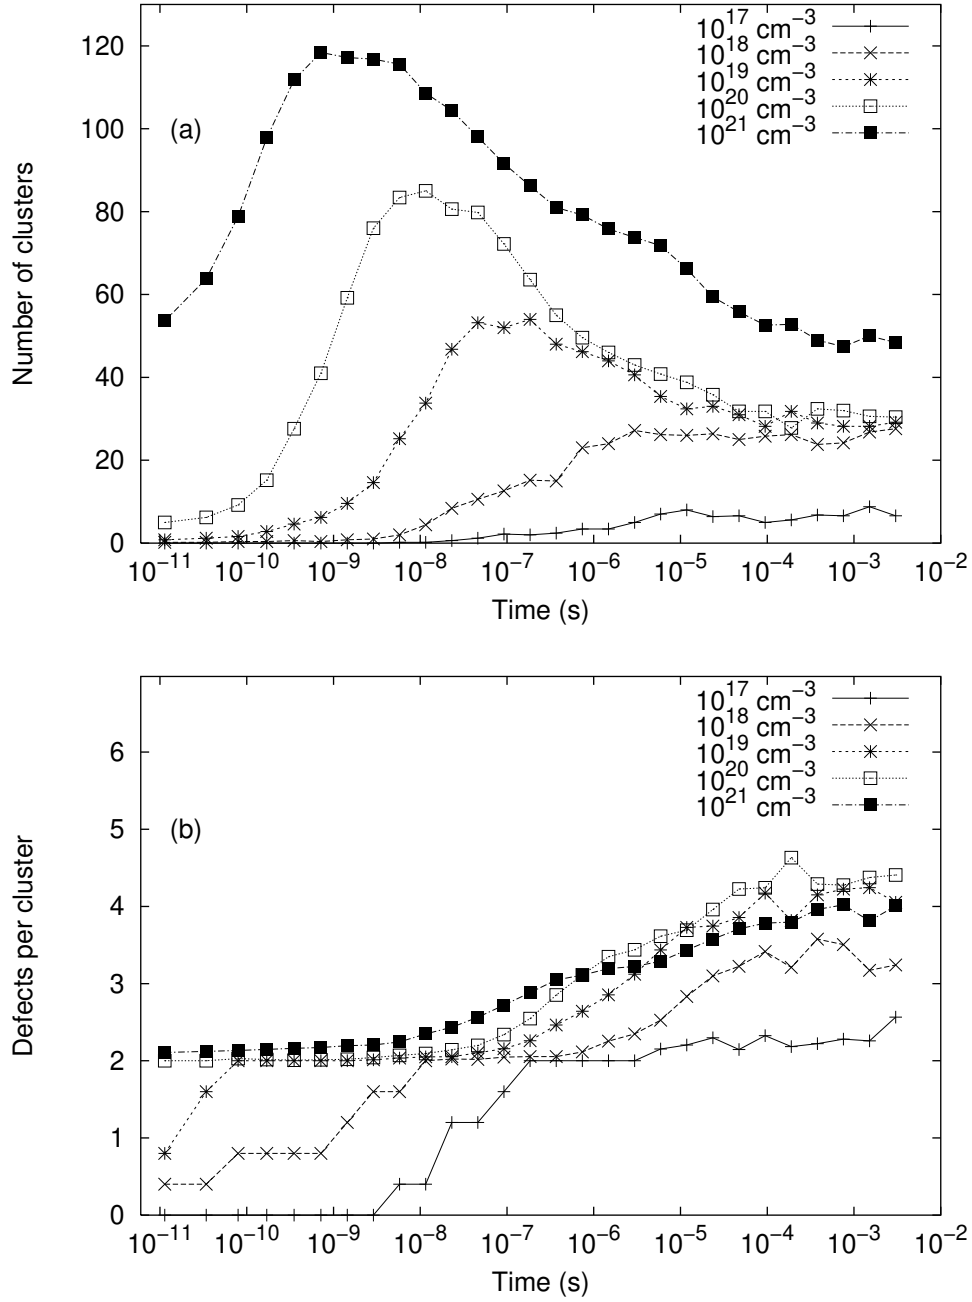 10^17 cm^−3
10^18 cm^−3
10^19 cm^−3
10^20 cm^−3
10^21 cm^−3
(a)
Number of clusters
120
100
80
60
40
20
0
10^−11 10^−10 10^−9 10^−8 10^−7 10^−6 10^−5 10^−4 10^−3 10^−2
Time (s)
10^17 cm^−3
10^18 cm^−3
10^19 cm^−3
10^20 cm^−3
10^21 cm^−3
(b)
Defects per cluster
6
5
4
3
2
1
0
10^−11 10^−10 10^−9 10^−8 10^−7 10^−6 10^−5 10^−4 10^−3 10^−2
Time (s)